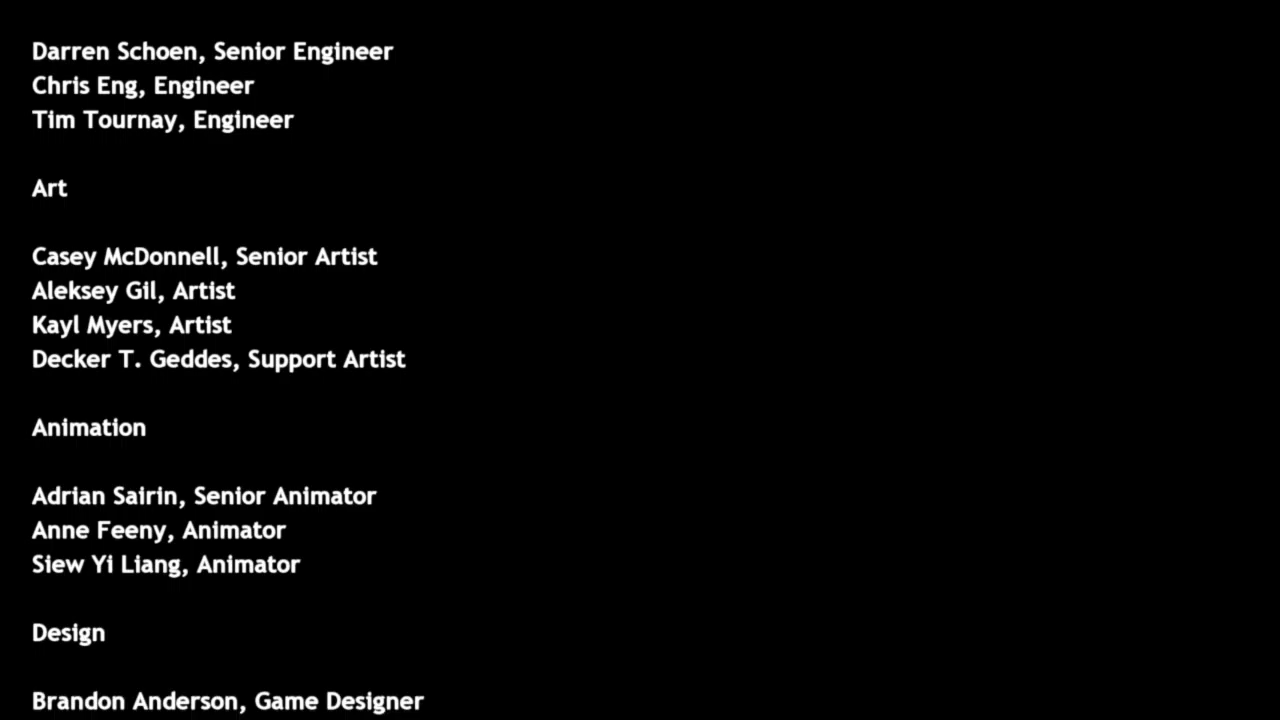 Darren Schoen, Senior Engineer
Chris Eng, Engineer
Tim Tournay, Engineer
Art
Casey McDonnell, Senior Artist
Aleksey Gil, Artist
Kayl Myers, Artist
Decker T. Geddes, Support Artist
Animation
Adrian Sairin, Senior Animator
Anne Feeny, Animator
Siew Yi Liang, Animator
Design
Brandon Anderson, Game Designer